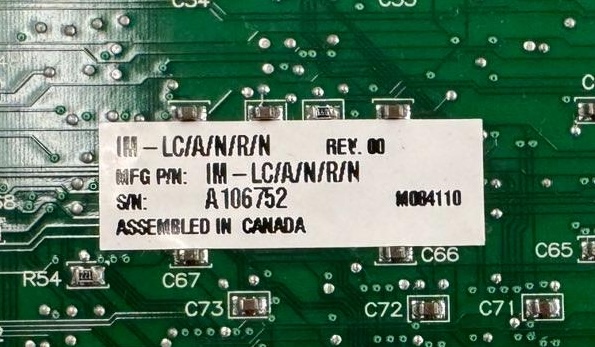 IM-LC/A/N/R/N REV. 00
MFG P/N: IM-LC/A/N/R/N
S/N: A106752 M084110
ASSEMBLED IN CANADA
C66
C65
R54
C67
C73
C72
C71